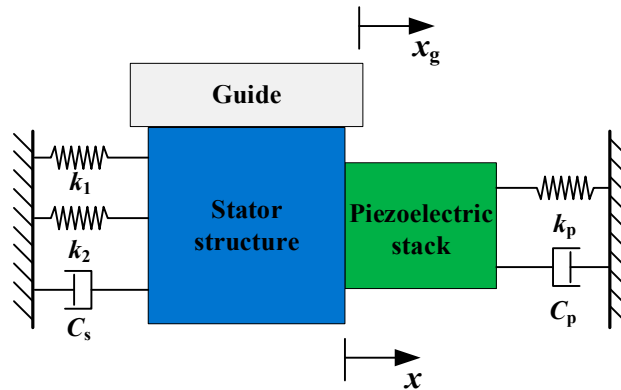 x_g
Guide
k_1
Stator
structure
Piezoelectric
stack
k_2
k_p
C_s
C_p
x